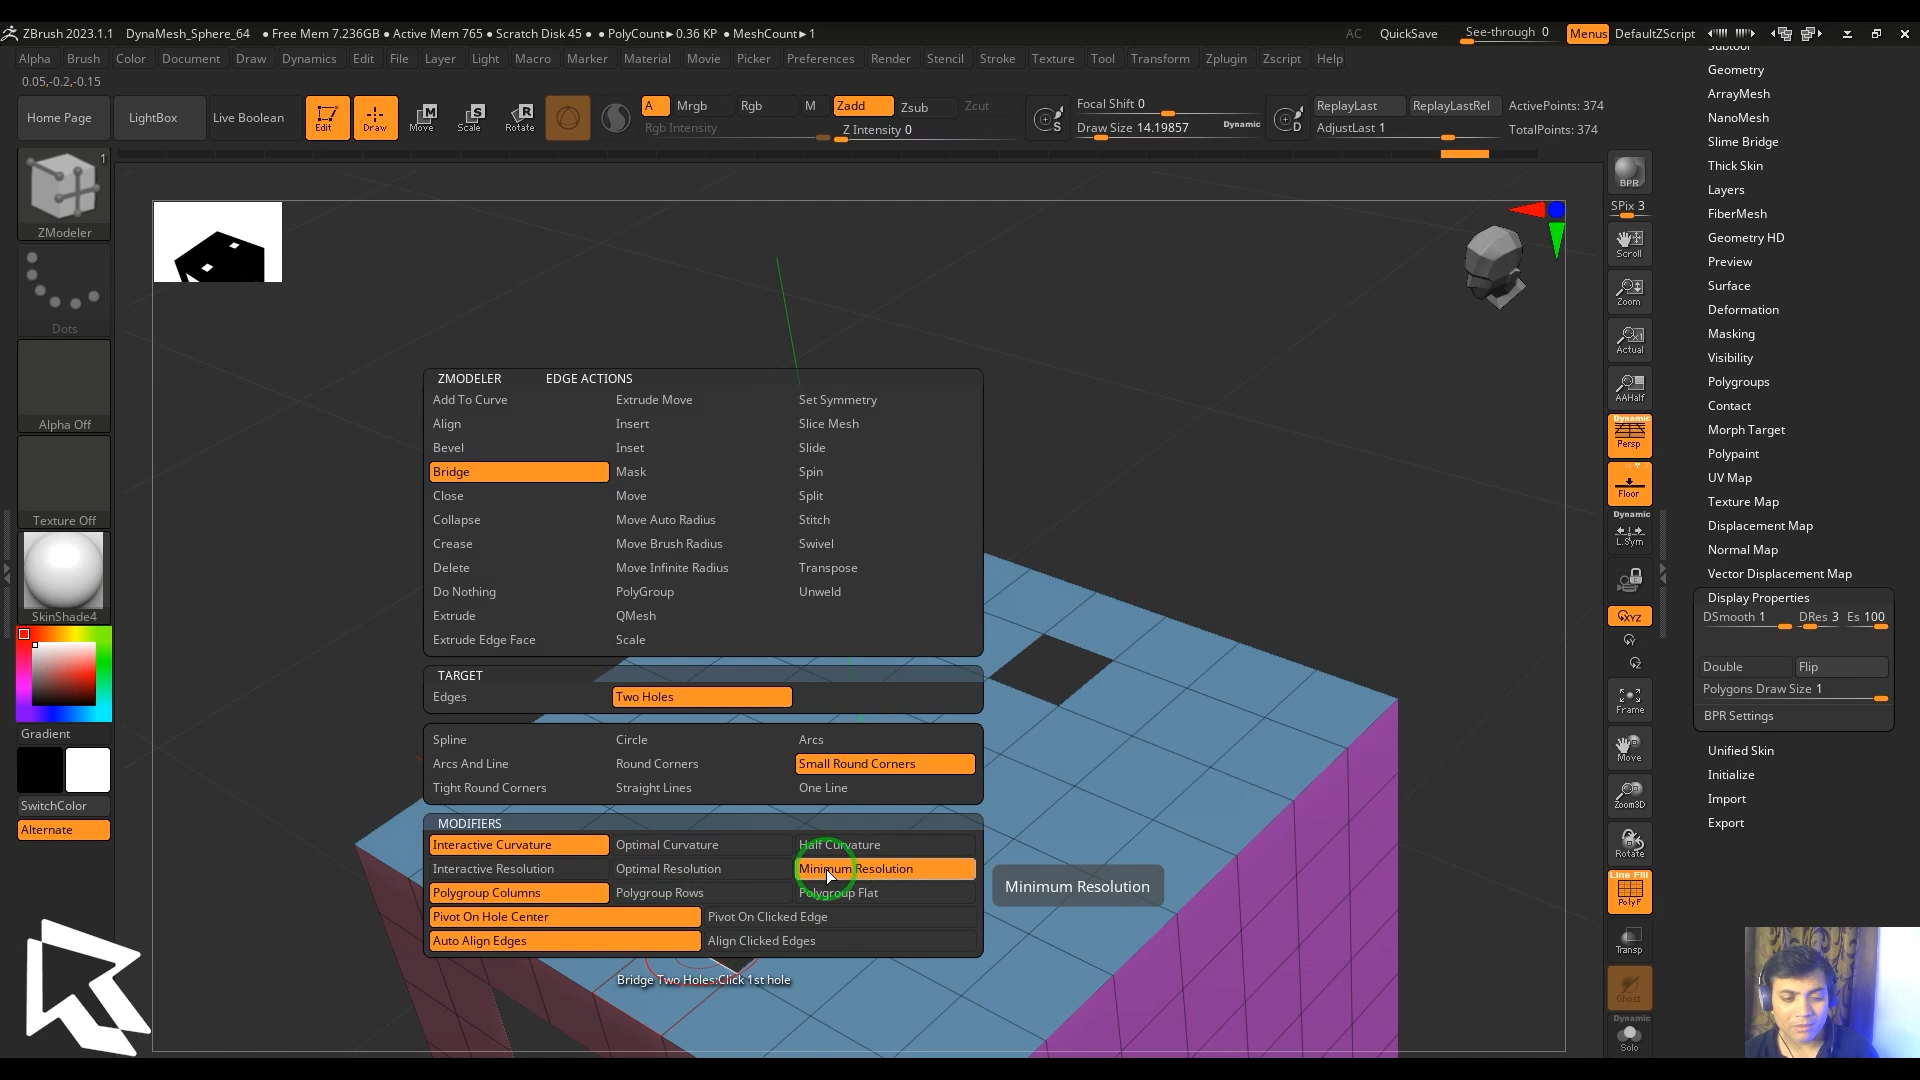 ZBrush 2023.1.1 DynaMesh_Sphere_64 ● Free Mem 7.236GB ● Active Mem 765 ● Scratch Disk 45 ● ● PolyCount►0.36 KP ● MeshCount►1 AC QuickSave See-through 0 Menus DefaultZScript
Alpha Brush Color Document Draw Dynamics Edit File Layer Light Macro Marker Material Movie Picker Preferences Render Stencil Stroke Texture Tool Transform Zplugin Zscript Help
0.05,-0.2,-0.15
Home Page LightBox Live Boolean Edit Draw Move Scale Rotate A Mrgb Rgb M Zadd Zsub Zcut
Rgb Intensity Z Intensity 0
S Focal Shift 0
Draw Size 14.19857 Dynamic
D ReplayLast ReplayLastRel ActivePoints: 374
AdjustLast 1 TotalPoints: 374
1
ZModeler
Dots
Alpha Off
Texture Off
SkinShade4
Gradient
SwitchColor
Alternate
ZMODELER EDGE ACTIONS
Add To Curve Extrude Move Set Symmetry
Align Insert Slice Mesh
Bevel Inset Slide
Bridge Mask Spin
Close Move Split
Collapse Move Auto Radius Stitch
Crease Move Brush Radius Swivel
Delete Move Infinite Radius Transpose
Do Nothing PolyGroup Unweld
Extrude QMesh
Extrude Edge Face Scale
TARGET
Edges Two Holes
Spline Circle Arcs
Arcs And Line Round Corners Small Round Corners
Tight Round Corners Straight Lines One Line
MODIFIERS
Interactive Curvature Optimal Curvature Half Curvature
Interactive Resolution Optimal Resolution Minimum Resolution
Polygroup Columns Polygroup Rows Polygroup Flat
Pivot On Hole Center Pivot On Clicked Edge
Auto Align Edges Align Clicked Edges
Minimum Resolution
Bridge Two Holes:Click 1st hole
BPR
SPix 3
Scroll
Zoom
Actual
AAHalf
Dynamic
Persp
Floor
Dynamic
L.Sym
XYZ
Y
Z
Frame
Move
Zoom3D
Rotate
Line Fill
PolyF
Transp
Ghost
Dynamic
Solo
Subtool
Geometry
ArrayMesh
NanoMesh
Slime Bridge
Thick Skin
Layers
FiberMesh
Geometry HD
Preview
Surface
Deformation
Masking
Visibility
Polygroups
Contact
Morph Target
Polypaint
UV Map
Texture Map
Displacement Map
Normal Map
Vector Displacement Map
Display Properties
DSmooth 1 DRes 3 Es 100
Double Flip
Polygons Draw Size 1
BPR Settings
Unified Skin
Initialize
Import
Export